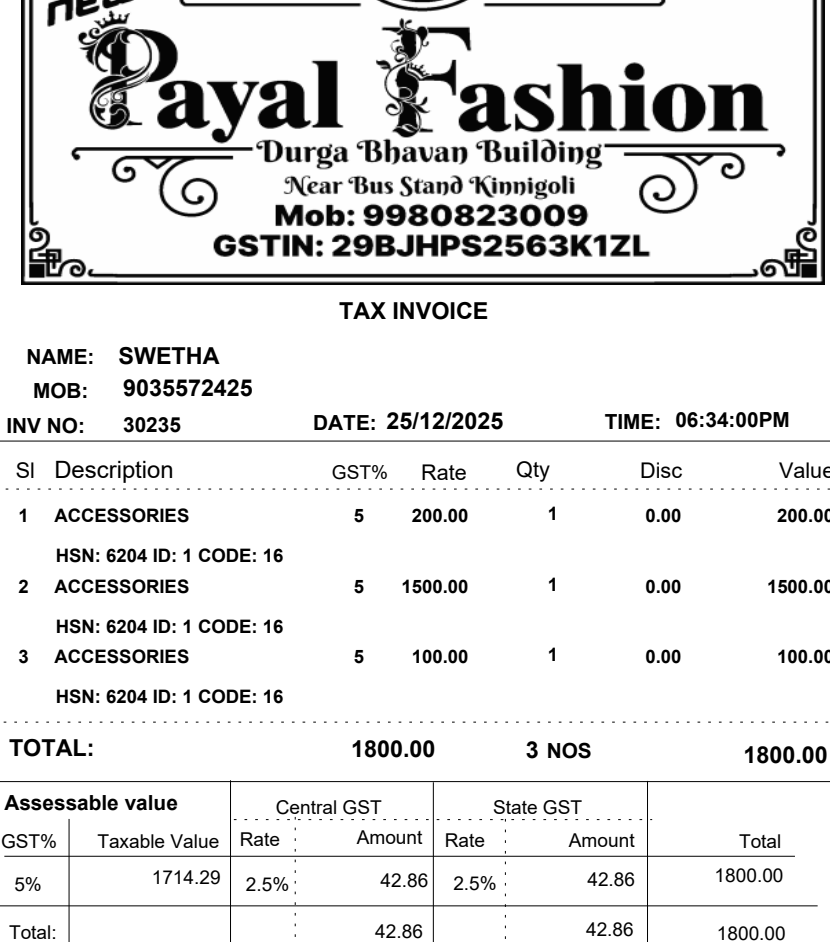 new
Payal Fashion
Durga Bhavan Building
Near Bus Stand Kinnigoli
Mob: 9980823009
GSTIN: 29BJHPS2563K1ZL
TAX INVOICE
NAME: SWETHA
MOB: 9035572425
INV NO: 30235 DATE: 25/12/2025 TIME: 06:34:00PM
Sl Description GST% Rate Qty Disc Value
1 ACCESSORIES 5 200.00 1 0.00 200.00
HSN: 6204 ID: 1 CODE: 16
2 ACCESSORIES 5 1500.00 1 0.00 1500.00
HSN: 6204 ID: 1 CODE: 16
3 ACCESSORIES 5 100.00 1 0.00 100.00
HSN: 6204 ID: 1 CODE: 16
TOTAL: 1800.00 3 NOS 1800.00
Assessable value Central GST State GST
GST% Taxable Value Rate Amount Rate Amount Total
5% 1714.29 2.5% 42.86 2.5% 42.86 1800.00
Total: 42.86 42.86 1800.00